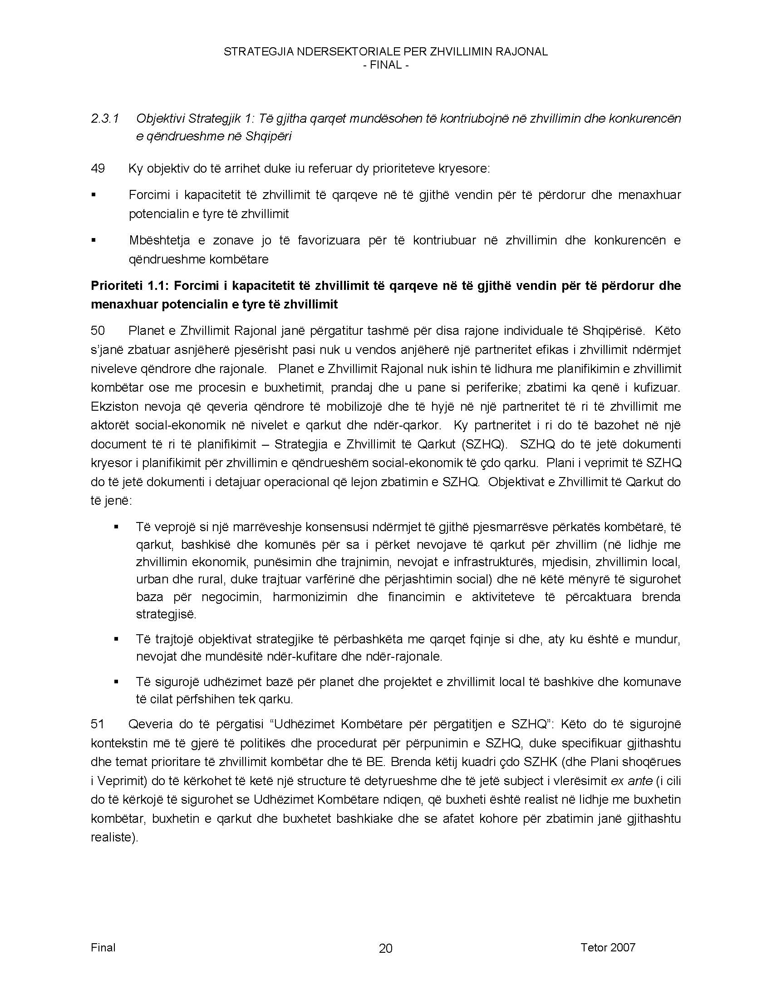 STRATEGJIA NDERSEKTORIALE PER ZHVILLIMIN RAJONAL
- FINAL -
2.3.1 Objektivi Strategjik 1: Të gjitha qarqet mundësohen të kontriubojnë në zhvillimin dhe konkurencën
e qëndrueshme në Shqipëri
49 Ky objektiv do të arrihet duke iu referuar dy prioriteteve kryesore:
▪ Forcimi i kapacitetit të zhvillimit të qarqeve në të gjithë vendin për të përdorur dhe menaxhuar
potencialin e tyre të zhvillimit
▪ Mbështetja e zonave jo të favorizuara për të kontriubuar në zhvillimin dhe konkurencën e
qëndrueshme kombëtare
Prioriteti 1.1: Forcimi i kapacitetit të zhvillimit të qarqeve në të gjithë vendin për të përdorur dhe
menaxhuar potencialin e tyre të zhvillimit
50 Planet e Zhvillimit Rajonal janë përgatitur tashmë për disa rajone individuale të Shqipërisë. Këto
s’janë zbatuar asnjëherë pjesërisht pasi nuk u vendos anjëherë një partneritet efikas i zhvillimit ndërmjet
niveleve qëndrore dhe rajonale. Planet e Zhvillimit Rajonal nuk ishin të lidhura me planifikimin e zhvillimit
kombëtar ose me procesin e buxhetimit, prandaj dhe u pane si periferike; zbatimi ka qenë i kufizuar.
Ekziston nevoja që qeveria qëndrore të mobilizojë dhe të hyjë në një partneritet të ri të zhvillimit me
aktorët social-ekonomik në nivelet e qarkut dhe ndër-qarkor. Ky partneritet i ri do të bazohet në një
document të ri të planifikimit – Strategjia e Zhvillimit të Qarkut (SZHQ). SZHQ do të jetë dokumenti
kryesor i planifikimit për zhvillimin e qëndrueshëm social-ekonomik të çdo qarku. Plani i veprimit të SZHQ
do të jetë dokumenti i detajuar operacional që lejon zbatimin e SZHQ. Objektivat e Zhvillimit të Qarkut do
të jenë:
▪ Të veprojë si një marrëveshje konsensusi ndërmjet të gjithë pjesmarrësve përkatës kombëtarë, të
qarkut, bashkisë dhe komunës për sa i përket nevojave të qarkut për zhvillim (në lidhje me
zhvillimin ekonomik, punësimin dhe trajnimin, nevojat e infrastrukturës, mjedisin, zhvillimin local,
urban dhe rural, duke trajtuar varfërinë dhe përjashtimin social) dhe në këtë mënyrë të sigurohet
baza për negocimin, harmonizimin dhe financimin e aktiviteteve të përcaktuara brenda
strategjisë.
▪ Të trajtojë objektivat strategjike të përbashkëta me qarqet fqinje si dhe, aty ku është e mundur,
nevojat dhe mundësitë ndër-kufitare dhe ndër-rajonale.
▪ Të sigurojë udhëzimet bazë për planet dhe projektet e zhvillimit local të bashkive dhe komunave
të cilat përfshihen tek qarku.
51 Qeveria do të përgatisi “Udhëzimet Kombëtare për përgatitjen e SZHQ”: Këto do të sigurojnë
kontekstin më të gjerë të politikës dhe procedurat për përpunimin e SZHQ, duke specifikuar gjithashtu
dhe temat prioritare të zhvillimit kombëtar dhe të BE. Brenda këtij kuadri çdo SZHK (dhe Plani shoqërues
i Veprimit) do të kërkohet të ketë një structure të detyrueshme dhe të jetë subject i vlerësimit ex ante (i cili
do të kërkojë të sigurohet se Udhëzimet Kombëtare ndiqen, që buxheti është realist në lidhje me buxhetin
kombëtar, buxhetin e qarkut dhe buxhetet bashkiake dhe se afatet kohore për zbatimin janë gjithashtu
realiste).
Final 20 Tetor 2007